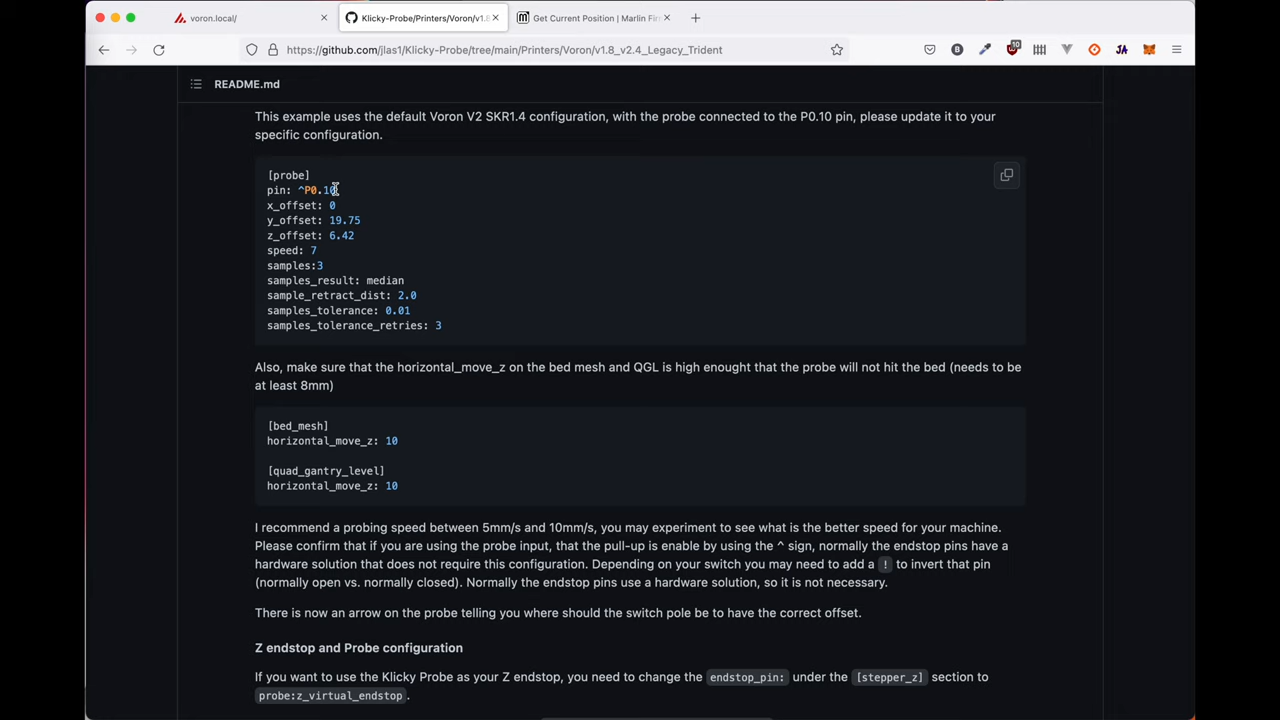 voron.local/
Klicky-Probe/Printers/Voron/v1.8
Get Current Position | Marlin Fir
https://github.com/jlas1/Klicky-Probe/tree/main/Printers/Voron/v1.8_v2.4_Legacy_Trident
10
JA
README.md
This example uses the default Voron V2 SKR1.4 configuration, with the probe connected to the P0.10 pin, please update it to your
specific configuration.
[probe]
pin: ^P0.10
x_offset: 0
y_offset: 19.75
z_offset: 6.42
speed: 7
samples:3
samples_result: median
sample_retract_dist: 2.0
samples_tolerance: 0.01
samples_tolerance_retries: 3
Also, make sure that the horizontal_move_z on the bed mesh and QGL is high enought that the probe will not hit the bed (needs to
be at least 8mm)
[bed_mesh]
horizontal_move_z: 10
[quad_gantry_level]
horizontal_move_z: 10
I recommend a probing speed between 5mm/s and 10mm/s, you may experiment to see what is the better speed for your machine.
Please confirm that if you are using the probe input, that the pull-up is enable by using the ^ sign, normally the endstop pins have a
hardware solution that does not require this configuration. Depending on your switch you may need to add a ! to invert that pin
(normally open vs. normally closed). Normally the endstop pins use a hardware solution, so it is not necessary.
There is now an arrow on the probe telling you where should the switch pole be to have the correct offset.
Z endstop and Probe configuration
If you want to use the Klicky Probe as your Z endstop, you need to change the endstop_pin: under the [stepper_z] section to
probe:z_virtual_endstop.